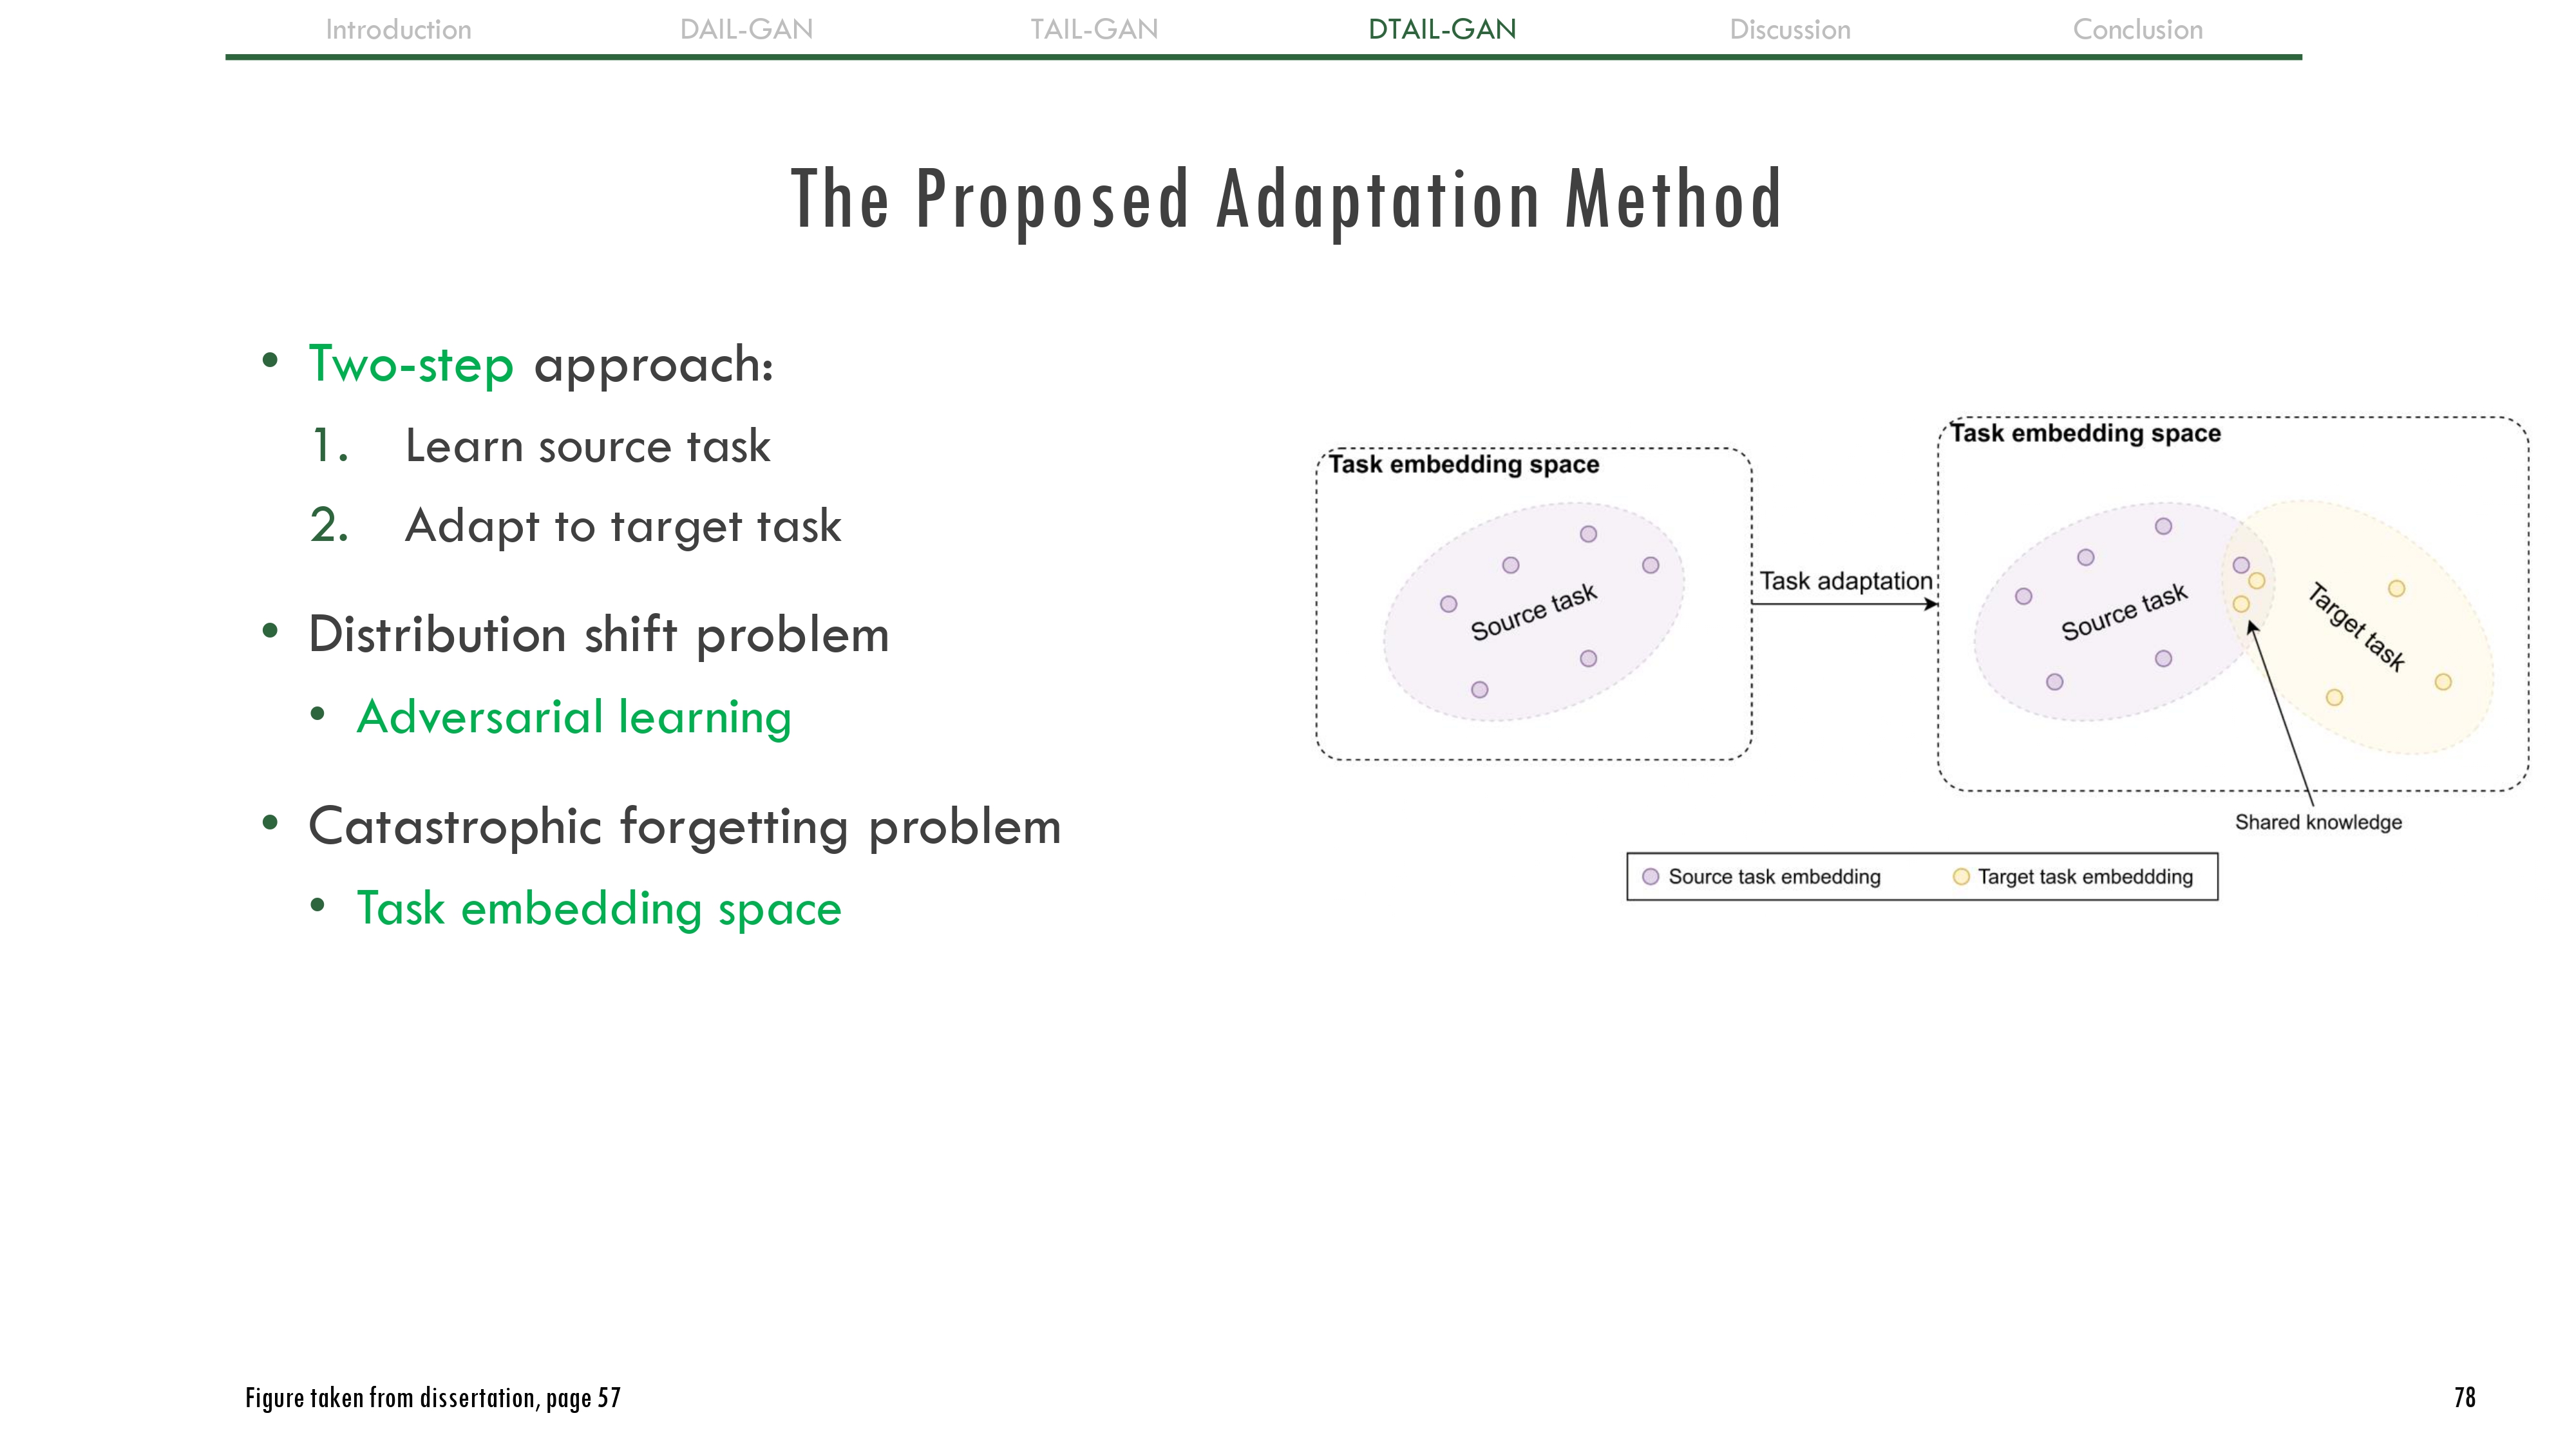 Introduction DAIL-GAN TAIL-GAN DTAIL-GAN Discussion Conclusion
The Proposed Adaptation Method
• Two-step approach:
1. Learn source task
2. Adapt to target task
• Distribution shift problem
• Adversarial learning
• Catastrophic forgetting problem
• Task embedding space
Task embedding space
Source task
Task adaptation
Task embedding space
Source task
Target task
Shared knowledge
Source task embedding Target task embeddding
Figure taken from dissertation, page 57
78